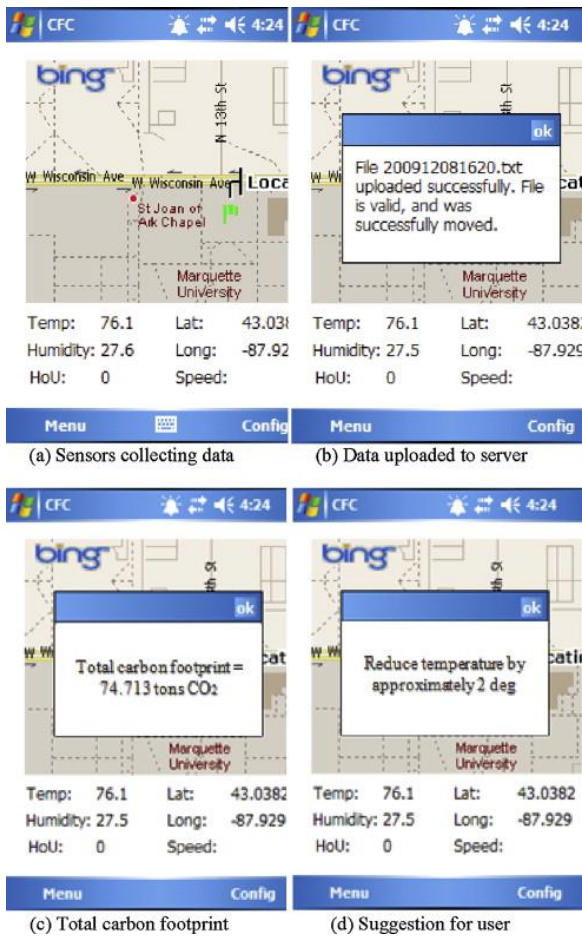 CFC
4:24
bing
N 13th St
W Wisconsin Ave
W Wisconsin Ave
Loca
St Joan of
Ark Chapel
Marquette
University
Temp: 76.1 Lat: 43.038
Humidity: 27.6 Long: -87.92
HoU: 0 Speed:
Menu Config
(a) Sensors collecting data
CFC
4:24
bing
ok
File 200912081620.txt
uploaded successfully. File
is valid, and was
successfully moved.
Marquette
University
Temp: 76.1 Lat: 43.0382
Humidity: 27.5 Long: -87.929
HoU: 0 Speed:
Menu Config
(b) Data uploaded to server
CFC
4:24
bing
th St
ok
Total carbon footprint =
74.713 tons CO2
cat
Marquette
University
Temp: 76.1 Lat: 43.0382
Humidity: 27.5 Long: -87.929
HoU: 0 Speed:
Menu Config
(c) Total carbon footprint
CFC
4:24
bing
th St
ok
Reduce temperature by
approximately 2 deg
catio
Marquette
University
Temp: 76.1 Lat: 43.0382
Humidity: 27.5 Long: -87.929
HoU: 0 Speed:
Menu Config
(d) Suggestion for user